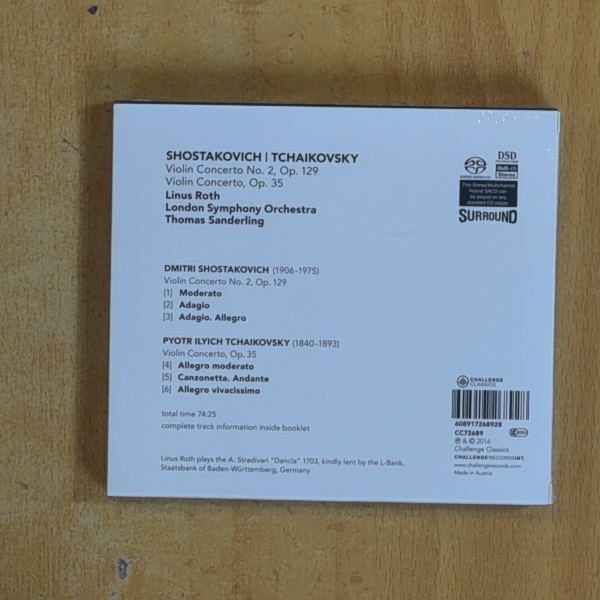 SHOSTAKOVICH | TCHAIKOVSKY
Violin Concerto No. 2, Op. 129
Violin Concerto, Op. 35
Linus Roth
London Symphony Orchestra
Thomas Sanderling
DSD
Multi-ch
Stereo
This Stereo/Multichannel
Hybrid SACD can
be played on any
standard CD player
SURROUND
DMITRI SHOSTAKOVICH (1906-1975)
Violin Concerto No. 2, Op. 129
[1] Moderato
[2] Adagio
[3] Adagio. Allegro
PYOTR ILYICH TCHAIKOVSKY (1840-1893)
Violin Concerto, Op. 35
[4] Allegro moderato
[5] Canzonetta. Andante
[6] Allegro vivacissimo
total time 74:25
complete track information inside booklet
Linus Roth plays the A. Stradivari "Dancla" 1703, kindly lent by the L-Bank,
Staatsbank of Baden-Württemberg, Germany
CHALLENGE
CLASSICS
608917268928
CC72689
℗ & © 2016
Challenge Classics
CHALLENGERECORDSINT.
www.challengerecords.com
Made in Austria